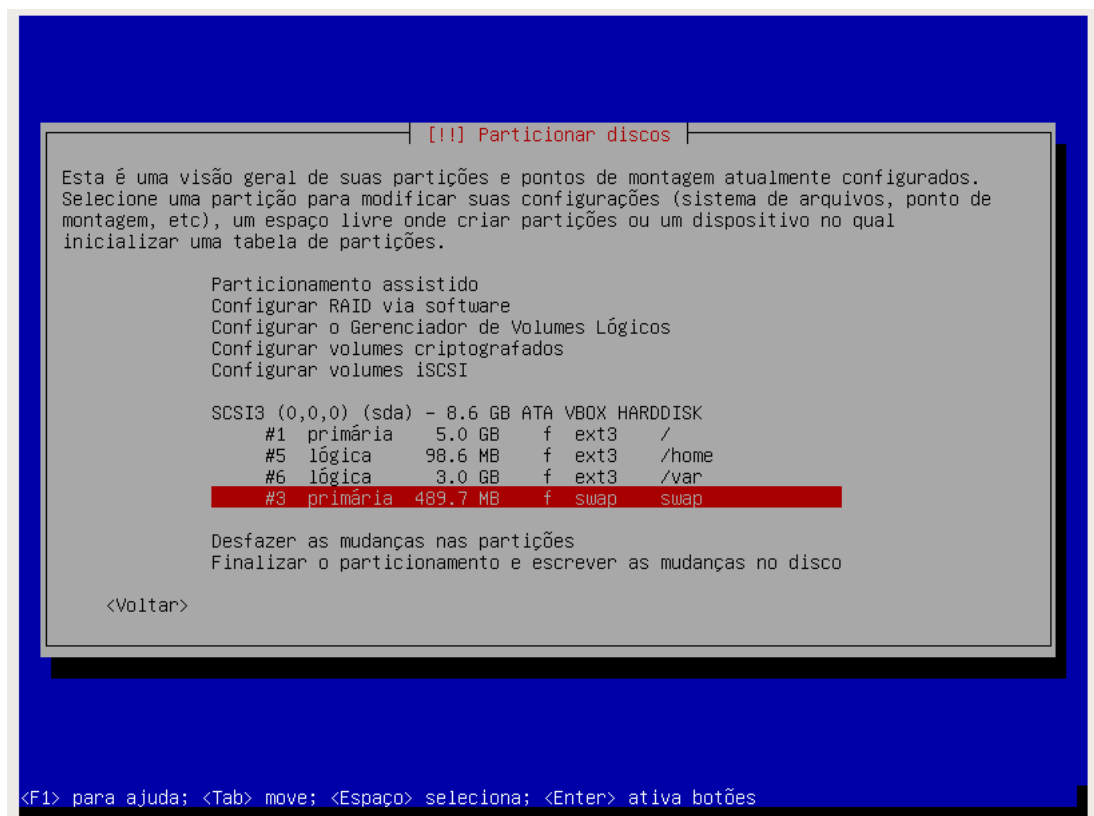 [!!] Particionar discos
Esta é uma visão geral de suas partições e pontos de montagem atualmente configurados.
Selecione uma partição para modificar suas configurações (sistema de arquivos, ponto de
montagem, etc), um espaço livre onde criar partições ou um dispositivo no qual
inicializar uma tabela de partições.
Particionamento assistido
Configurar RAID via software
Configurar o Gerenciador de Volumes Lógicos
Configurar volumes criptografados
Configurar volumes iSCSI
SCSI3 (0,0,0) (sda) – 8.6 GB ATA VBOX HARDDISK
#1 primária 5.0 GB f ext3 /
#5 lógica 98.6 MB f ext3 /home
#6 lógica 3.0 GB f ext3 /var
#3 primária 489.7 MB f swap swap
Desfazer as mudanças nas partições
Finalizar o particionamento e escrever as mudanças no disco
<Voltar>
<F1> para ajuda; <Tab> move; <Espaço> seleciona; <Enter> ativa botões